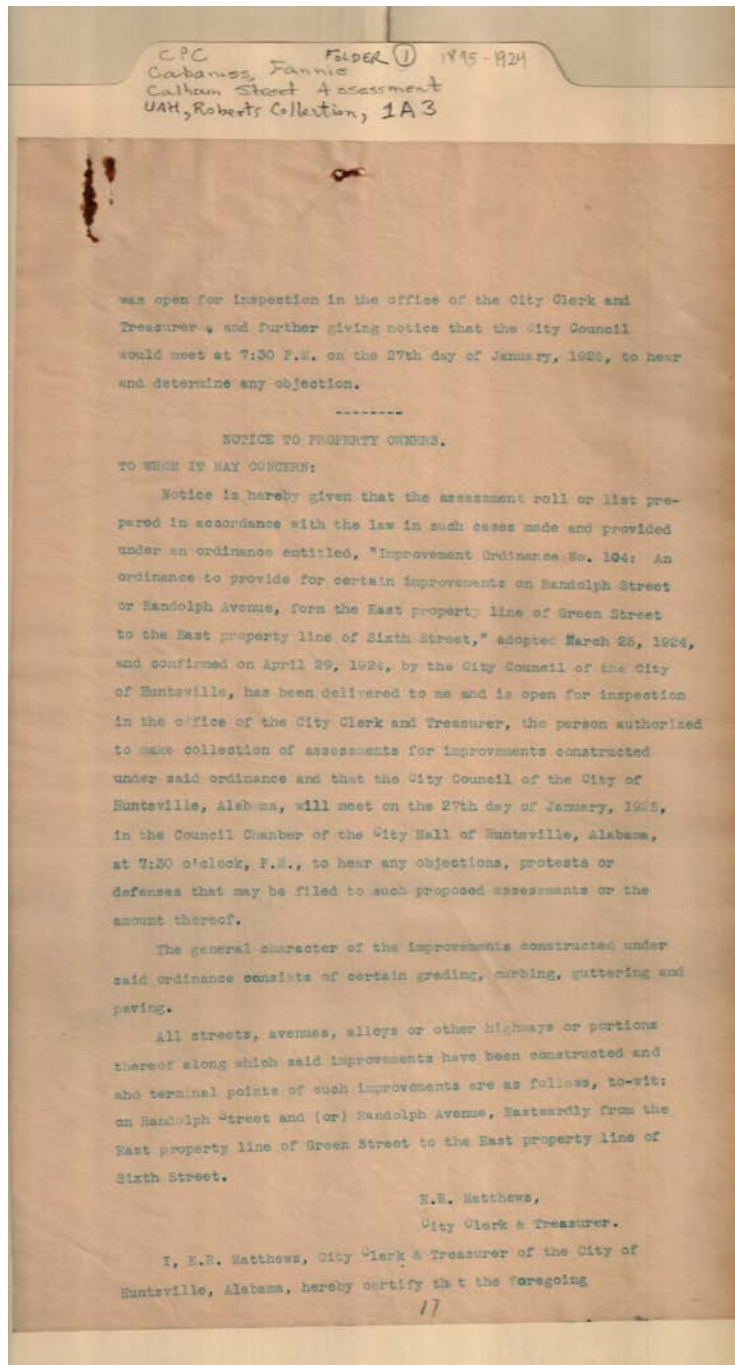 CPC FOLDER 1 1895-1924
Cabaniss, Fannie
Calham Street Assessment
UAH, Roberts Collection, 1A3
was open for inspection in the office of the City Clerk and
Treasurer, and further giving notice that the City Council
would meet at 7:30 P.M. on the 27th day of January, 1925, to hear
and determine any objection.
--------
NOTICE TO PROPERTY OWNERS.
TO WHOM IT MAY CONCERN:
Notice is hereby given that the assessment roll or list pre-
pared in accordance with the law in such cases made and provided
under an ordinance entitled, "Improvement Ordinance No. 104: An
ordinance to provide for certain improvements on Randolph Street
or Randolph Avenue, form the East property line of Green Street
to the East property line of Sixth Street," adopted March 25, 1924,
and confirmed on April 29, 1924, by the City Council of the City
of Huntsville, has been delivered to me and is open for inspection
in the office of the City Clerk and Treasurer, the person authorized
to make collection of assessments for improvements constructed
under said ordinance and that the City Council of the City of
Huntsville, Alabama, will meet on the 27th day of January, 1925,
in the Council Chanber of the City Hall of Huntsville, Alabama,
at 7:30 o'clock, P.M., to hear any objections, protests or
defenses that may be filed to such proposed assessments or the
amount thereof.
The general character of the improvements constructed under
said ordinance consists of certain grading, curbing, guttering and
paving.
All streets, avenues, alleys or other highways or portions
thereof along which said improvements have been constructed and
and terminal points of such improvements are as follows, to-wit:
on Randolph Street and (or) Randolph Avenue, Eastwardly from the
East property line of Green Street to the East property line of
Sixth Street.
E.R. Matthews,
City Clerk & Treasurer.
I, E.R. Matthews, City Clerk & Treasurer of the City of
Huntsville, Alabama, hereby certify that the foregoing
17